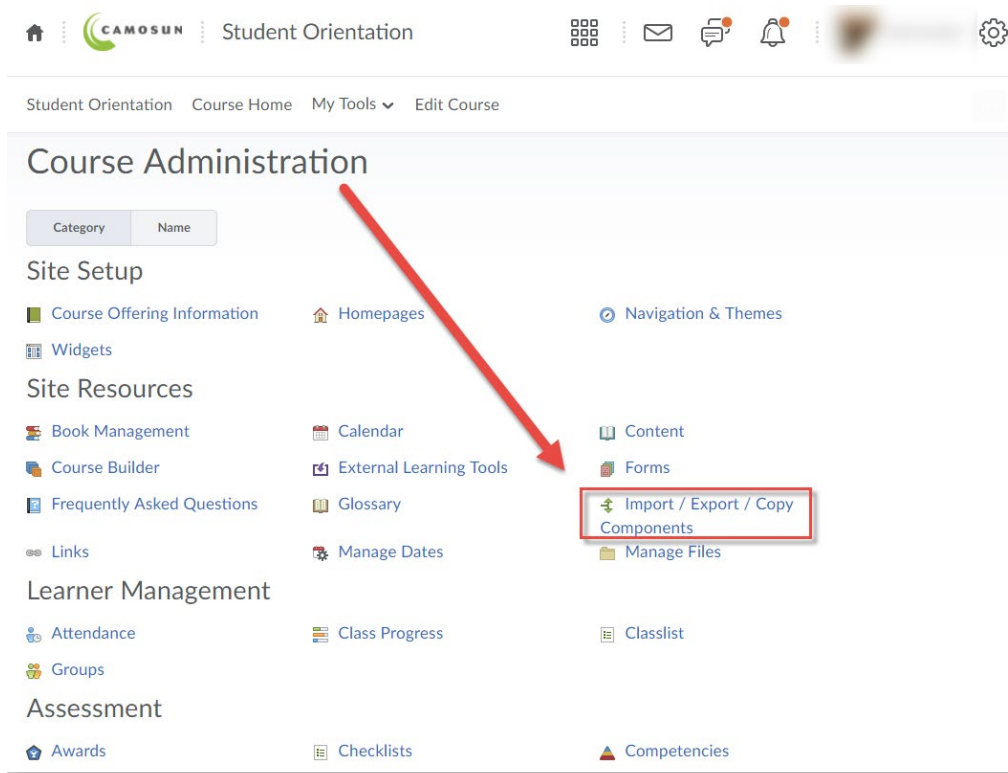 CAMOSUN Student Orientation
Student Orientation Course Home My Tools Edit Course
Course Administration
Category Name
Site Setup
Course Offering Information Homepages Navigation & Themes
Widgets
Site Resources
Book Management Calendar Content
Course Builder External Learning Tools Forms
Frequently Asked Questions Glossary Import / Export / Copy
Components
Links Manage Dates Manage Files
Learner Management
Attendance Class Progress Classlist
Groups
Assessment
Awards Checklists Competencies